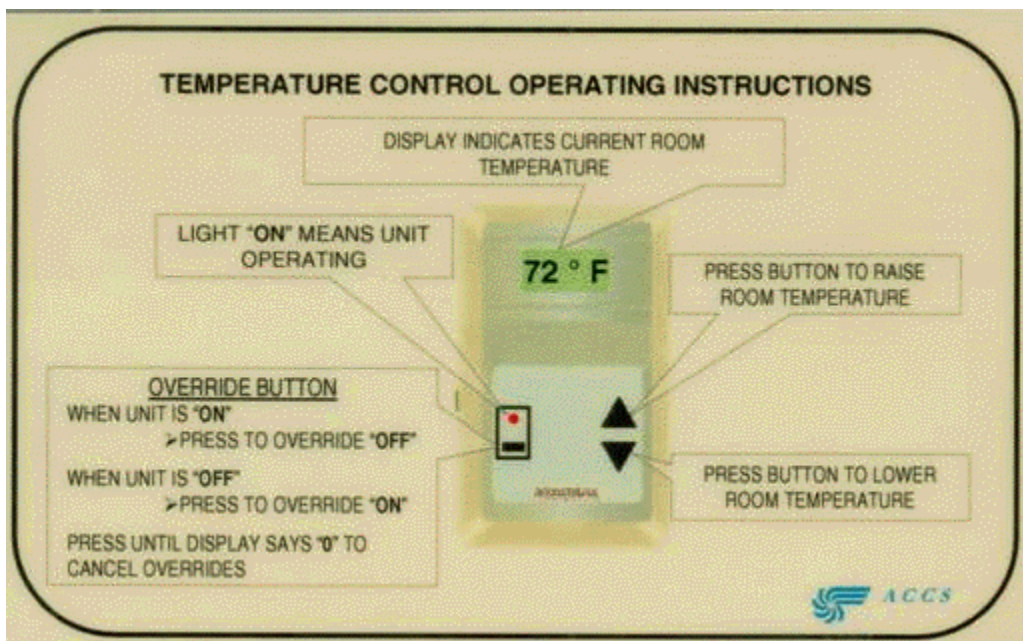 TEMPERATURE CONTROL OPERATING INSTRUCTIONS
DISPLAY INDICATES CURRENT ROOM
TEMPERATURE
LIGHT "ON" MEANS UNIT
OPERATING
72 ° F
PRESS BUTTON TO RAISE
ROOM TEMPERATURE
OVERRIDE BUTTON
WHEN UNIT IS "ON"
➢PRESS TO OVERRIDE "OFF"
WHEN UNIT IS "OFF"
➢PRESS TO OVERRIDE "ON"
PRESS UNTIL DISPLAY SAYS "0" TO
CANCEL OVERRIDES
PRESS BUTTON TO LOWER
ROOM TEMPERATURE
ACCS